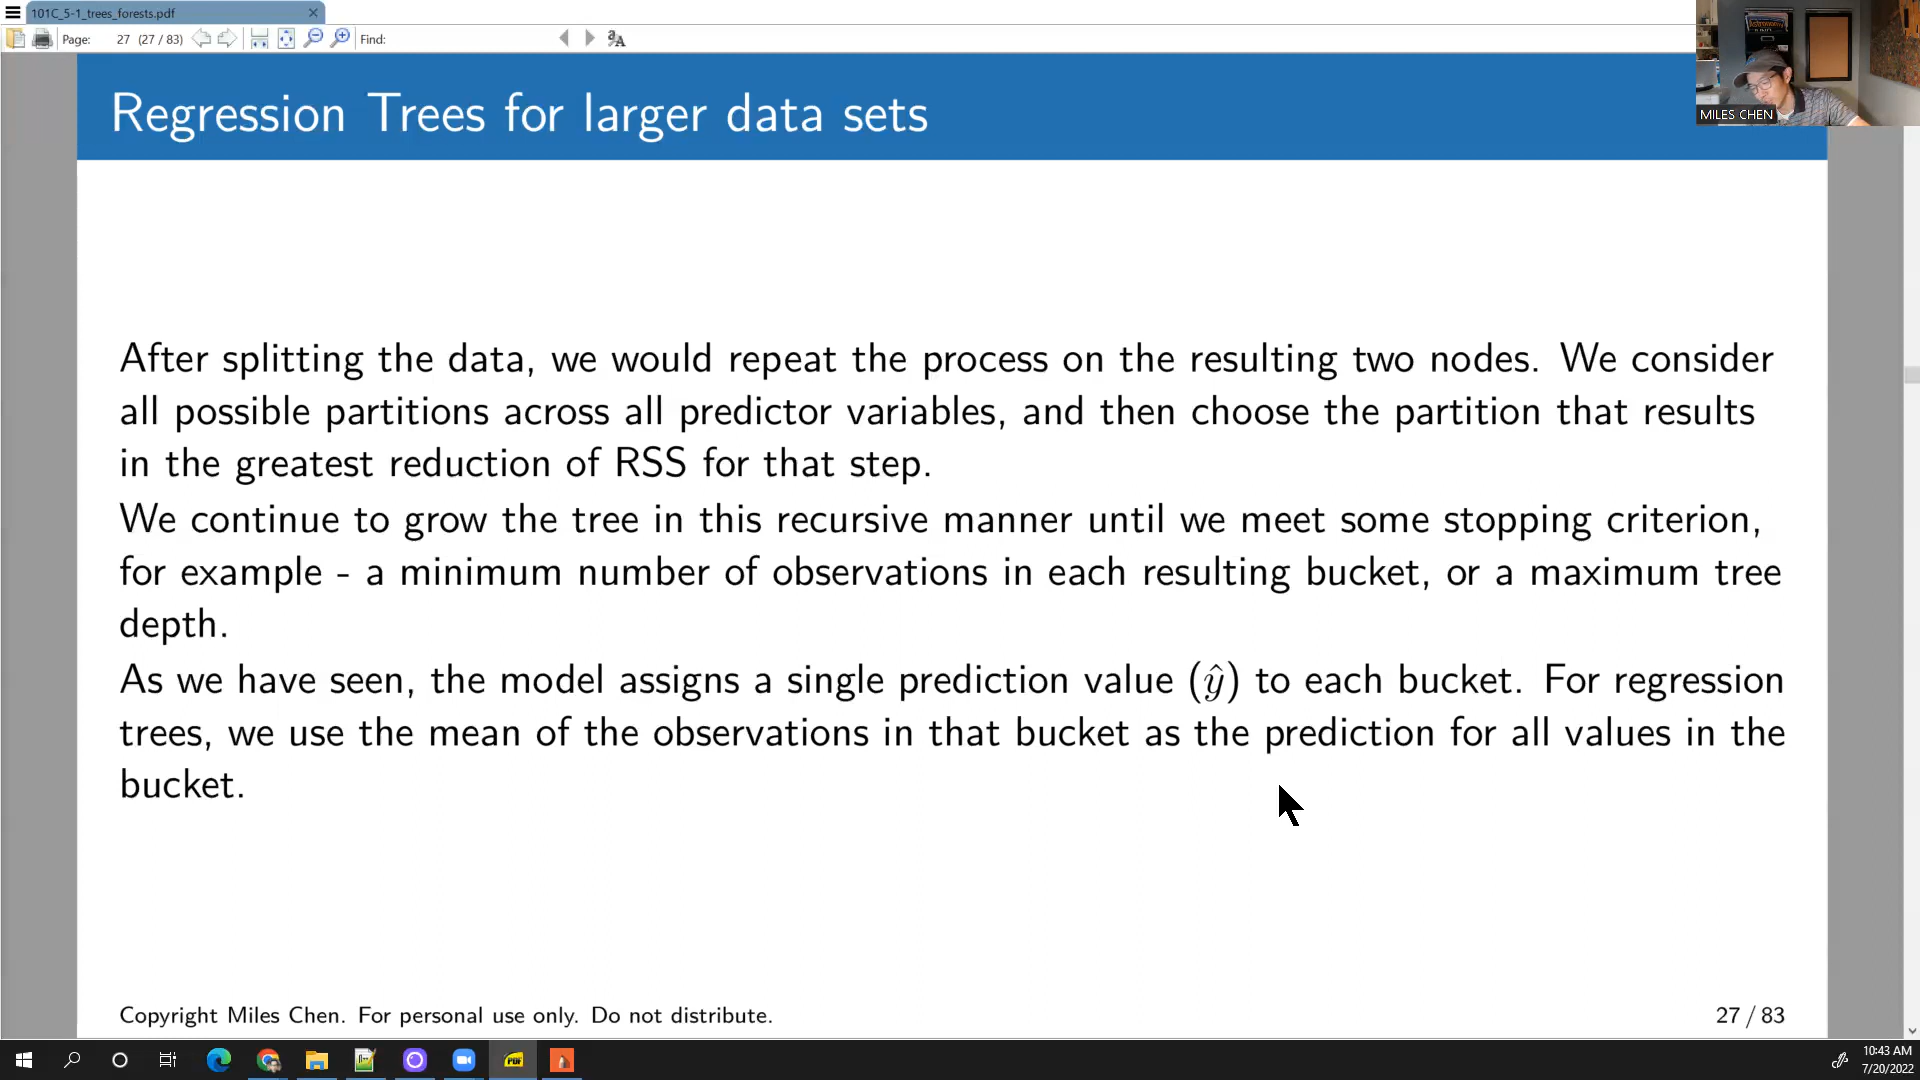 101C_5-1_trees_forests.pdf
Page: 27 (27 / 83) Find:
MILES CHEN
Regression Trees for larger data sets
After splitting the data, we would repeat the process on the resulting two nodes. We consider
all possible partitions across all predictor variables, and then choose the partition that results
in the greatest reduction of RSS for that step.
We continue to grow the tree in this recursive manner until we meet some stopping criterion,
for example - a minimum number of observations in each resulting bucket, or a maximum tree
depth.
As we have seen, the model assigns a single prediction value (ŷ) to each bucket. For regression
trees, we use the mean of the observations in that bucket as the prediction for all values in the
bucket.
Copyright Miles Chen. For personal use only. Do not distribute.
27 / 83
10:43 AM
7/20/2022